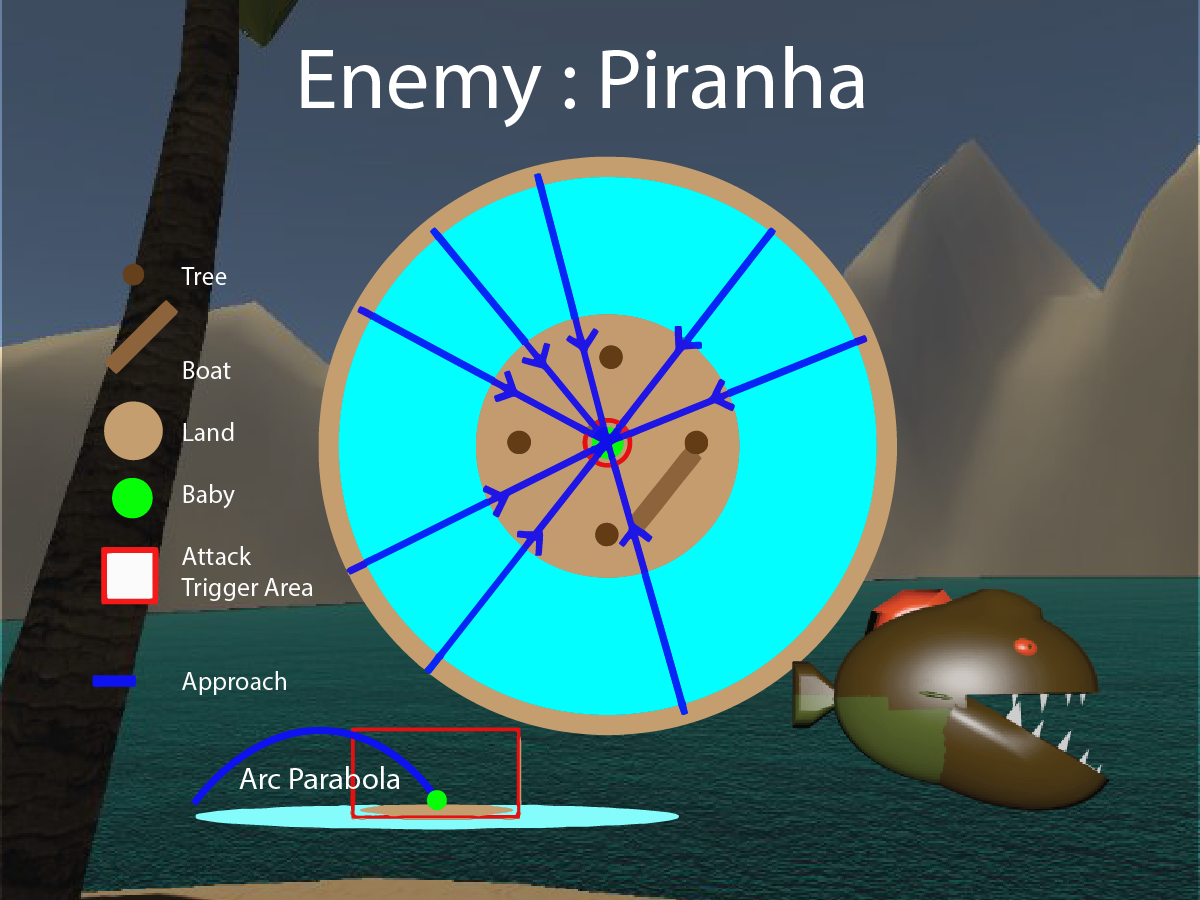 Enemy : Piranha
Tree
Boat
Land
Baby
Attack
Trigger Area
Approach
Arc Parabola